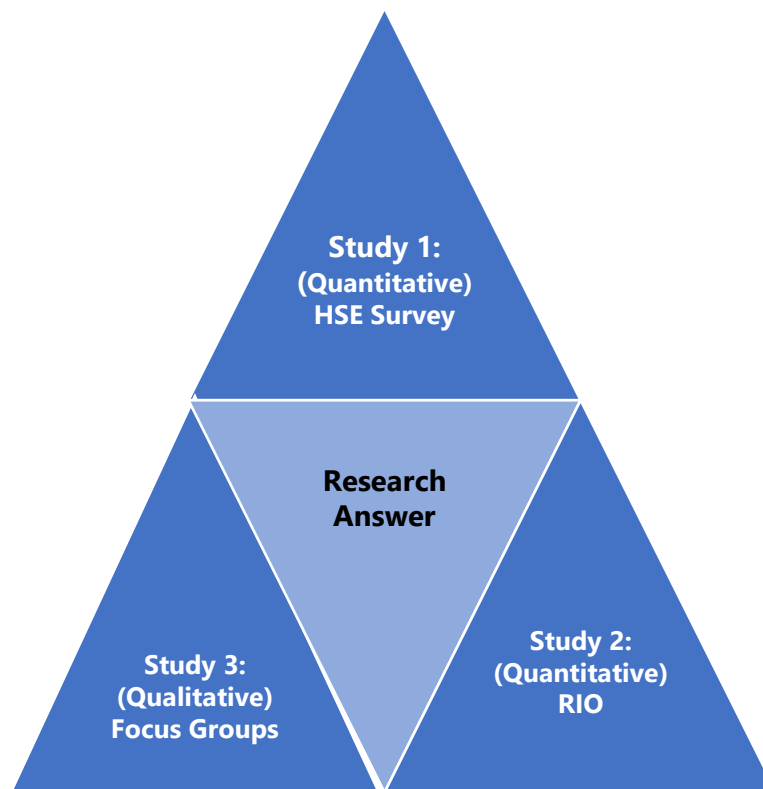 Study 1:
(Quantitative)
HSE Survey
Research
Answer
Study 3:
(Qualitative)
Focus Groups
Study 2:
(Quantitative)
RIO